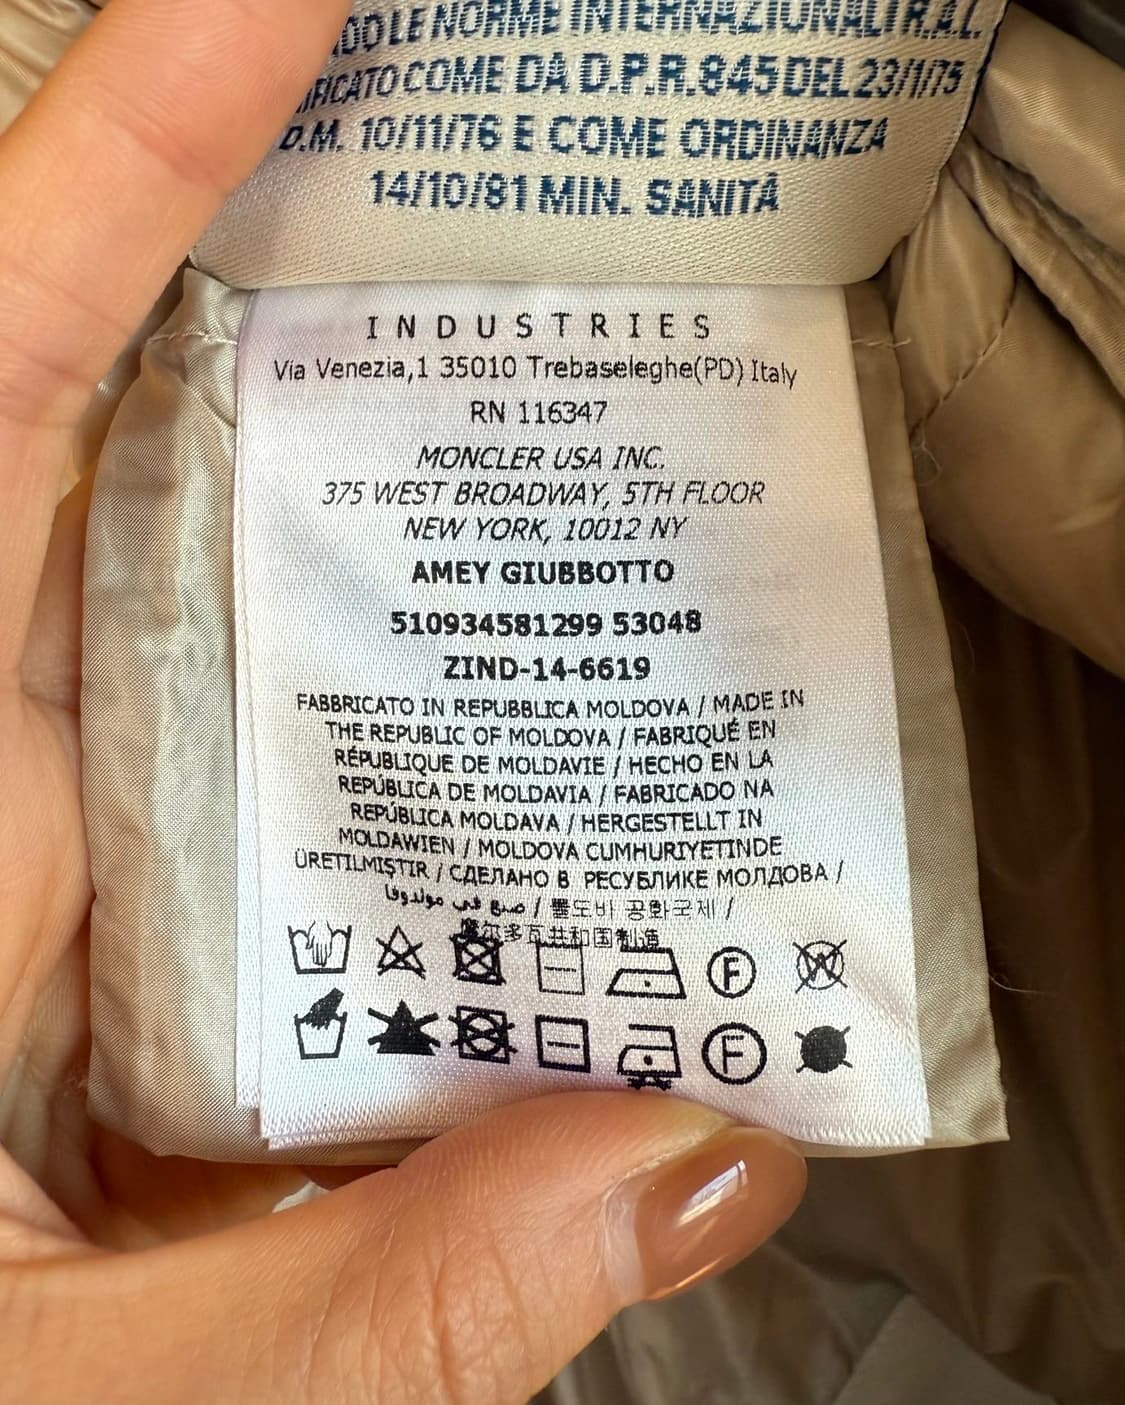 LE NORME INTERNAZIONALI R.A.L.
COME DA D.P.R. 845 DEL 23/1/75
D.M. 10/11/76 E COME ORDINANZA
14/10/81 MIN. SANITÀ
INDUSTRIES
Via Venezia,1 35010 Trebaseleghe(PD) Italy
RN 116347
MONCLER USA INC.
375 WEST BROADWAY, 5TH FLOOR
NEW YORK, 10012 NY
AMEY GIUBBOTTO
510934581299 53048
ZIND-14-6619
FABBRICATO IN REPUBBLICA MOLDOVA / MADE IN
THE REPUBLIC OF MOLDOVA / FABRIQUÉ EN
RÉPUBLIQUE DE MOLDAVIE / HECHO EN LA
REPÚBLICA DE MOLDAVIA / FABRICADO NA
REPÚBLICA MOLDAVA / HERGESTELLT IN
MOLDAWIEN / MOLDOVA CUMHURIYETINDE
ÜRETILMIŞTIR / СДЕЛАНО В РЕСУБЛИКЕ МОЛДОВА /
صنع في مولدوفا / 몰도바 공화국제 /
摩尔多瓦共和国制造
F W
F